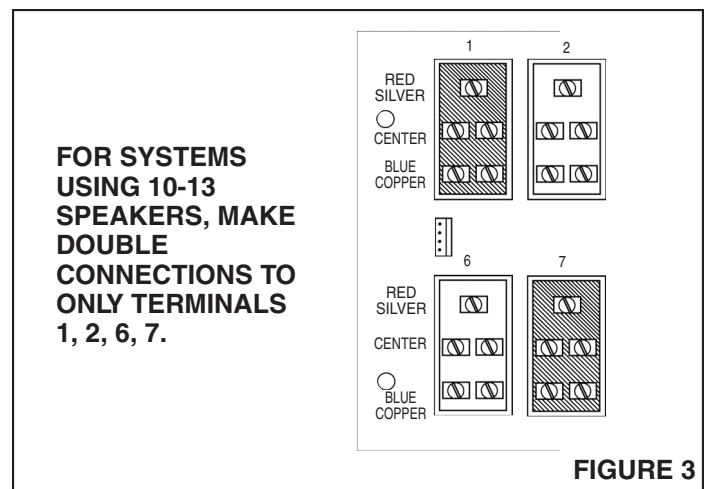 FOR SYSTEMS
USING 10-13
SPEAKERS, MAKE
DOUBLE
CONNECTIONS TO
ONLY TERMINALS
1, 2, 6, 7.
1 2
RED
SILVER
CENTER
BLUE
COPPER
6 7
RED
SILVER
CENTER
BLUE
COPPER
FIGURE 3